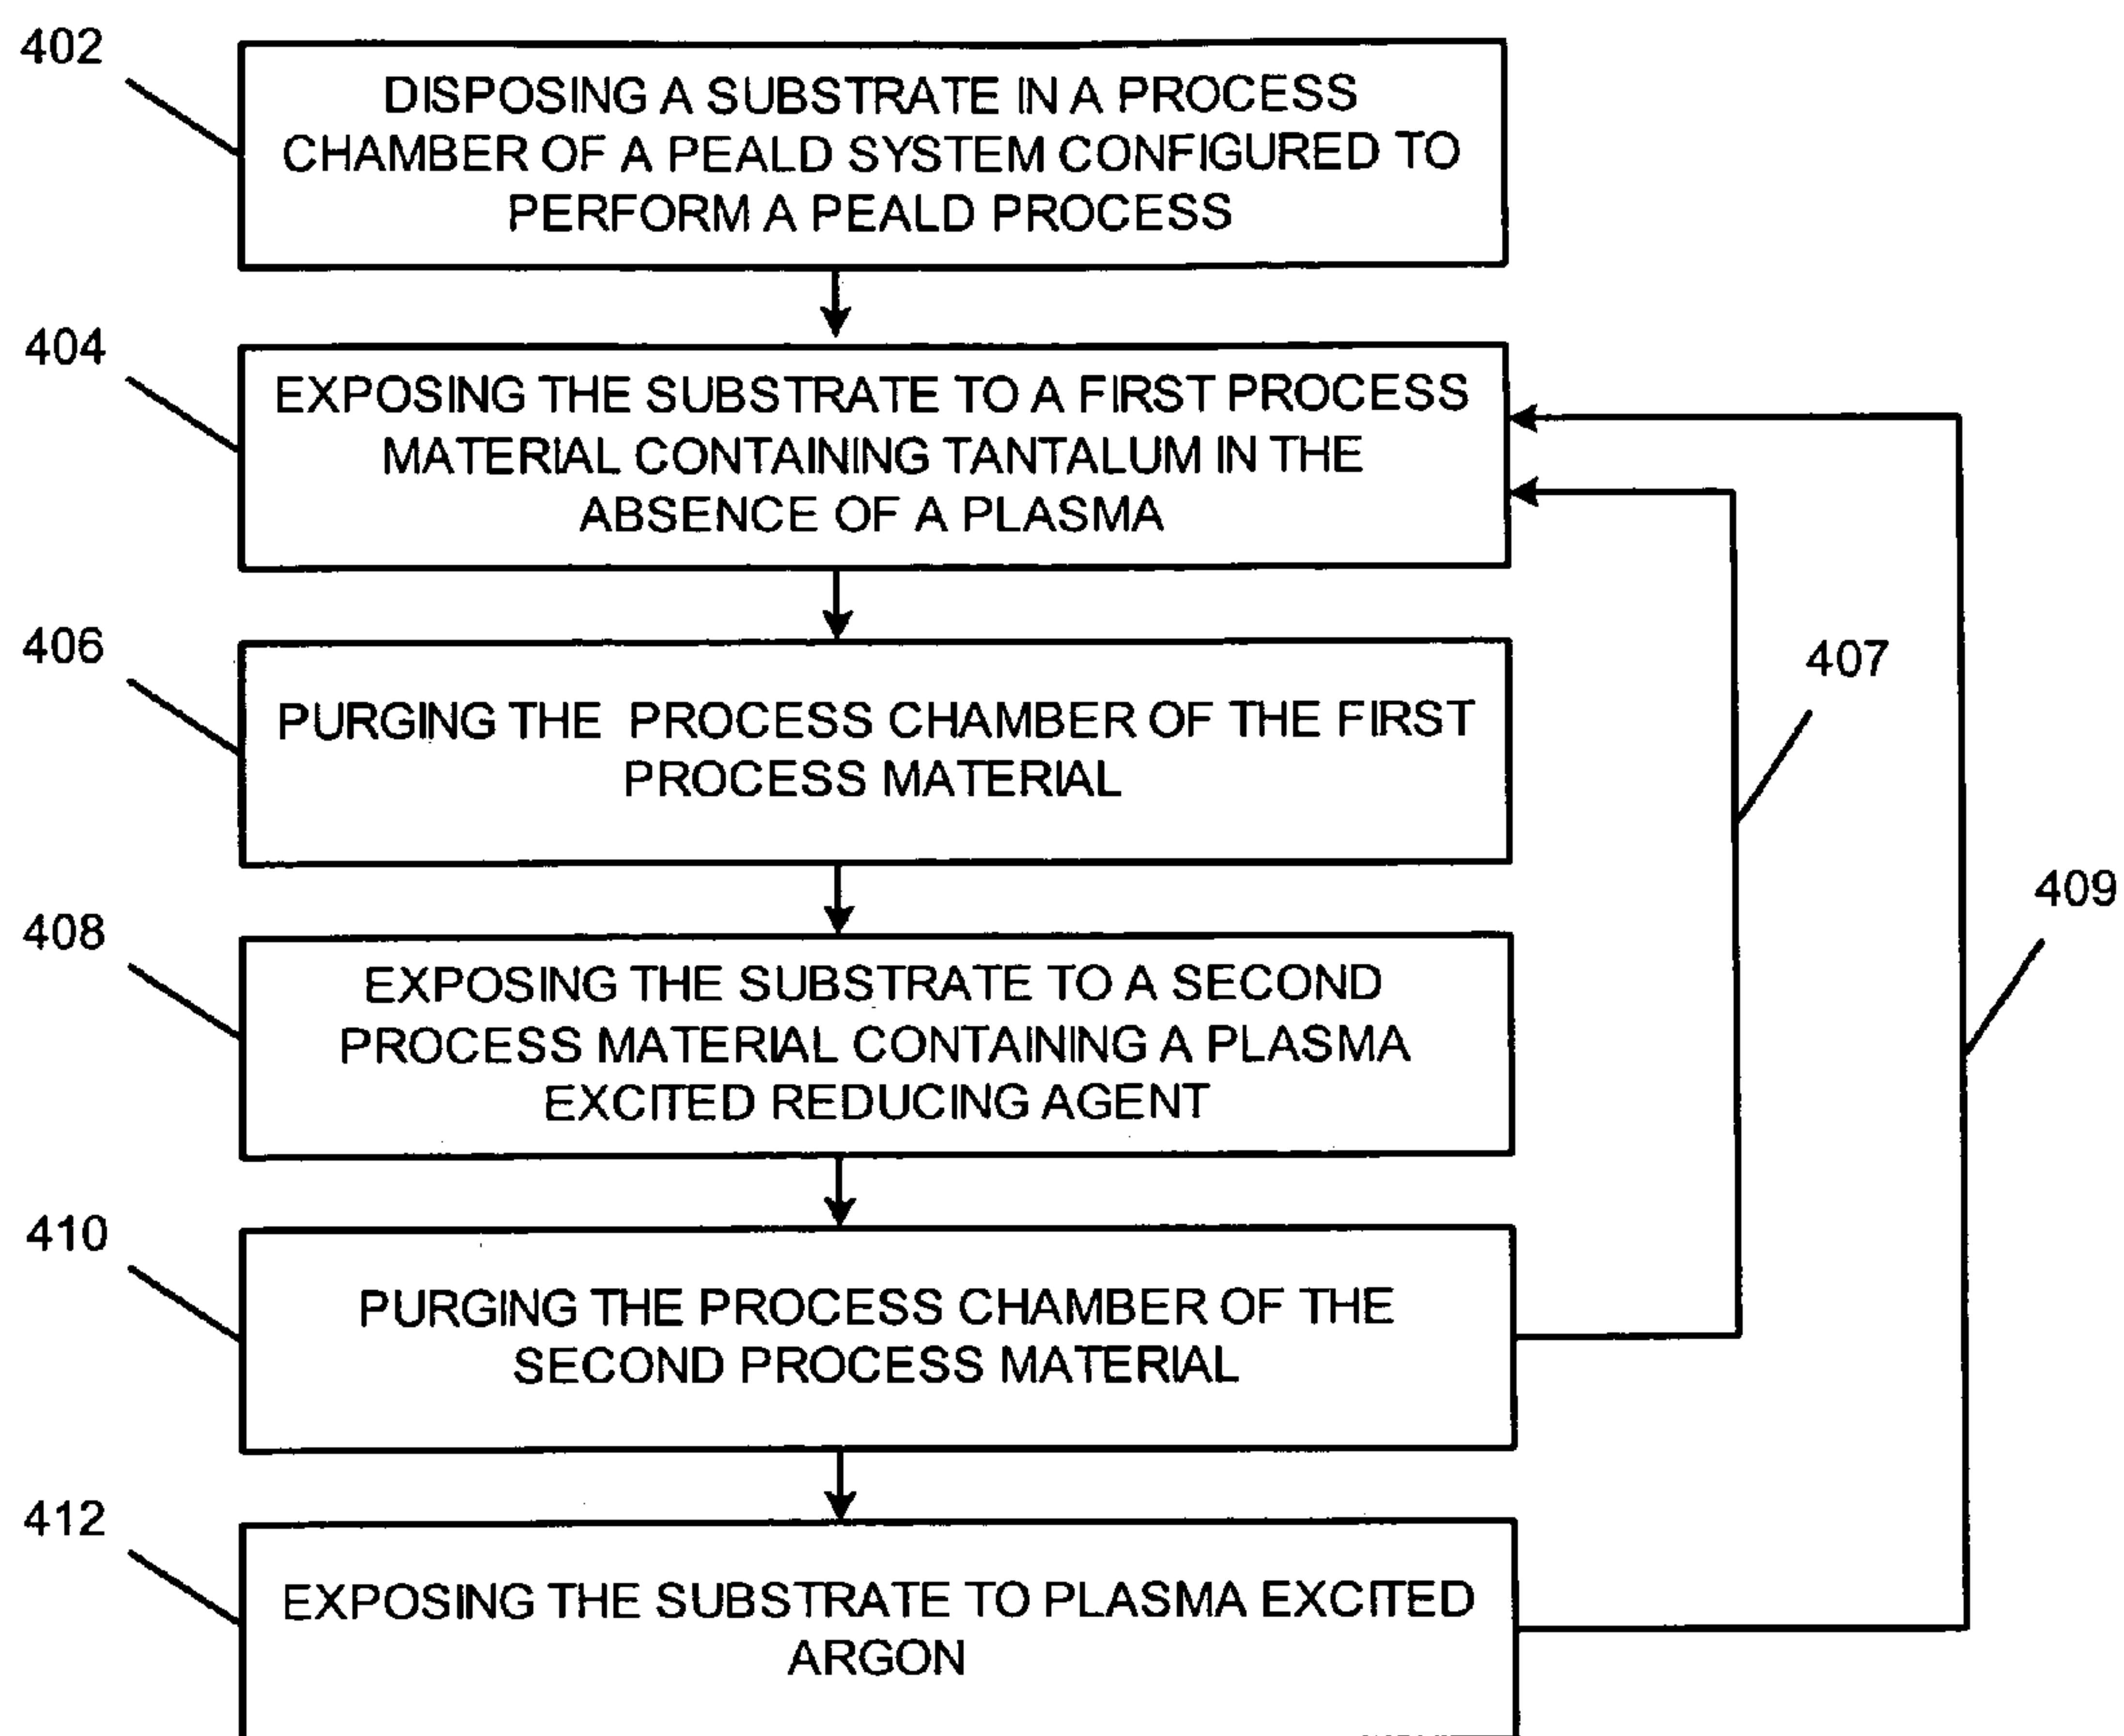 402
DISPOSING A SUBSTRATE IN A PROCESS
CHAMBER OF A PEALD SYSTEM CONFIGURED TO
PERFORM A PEALD PROCESS
404
EXPOSING THE SUBSTRATE TO A FIRST PROCESS
MATERIAL CONTAINING TANTALUM IN THE
ABSENCE OF A PLASMA
406
PURGING THE PROCESS CHAMBER OF THE FIRST
PROCESS MATERIAL
407
408
EXPOSING THE SUBSTRATE TO A SECOND
PROCESS MATERIAL CONTAINING A PLASMA
EXCITED REDUCING AGENT
409
410
PURGING THE PROCESS CHAMBER OF THE
SECOND PROCESS MATERIAL
412
EXPOSING THE SUBSTRATE TO PLASMA EXCITED
ARGON